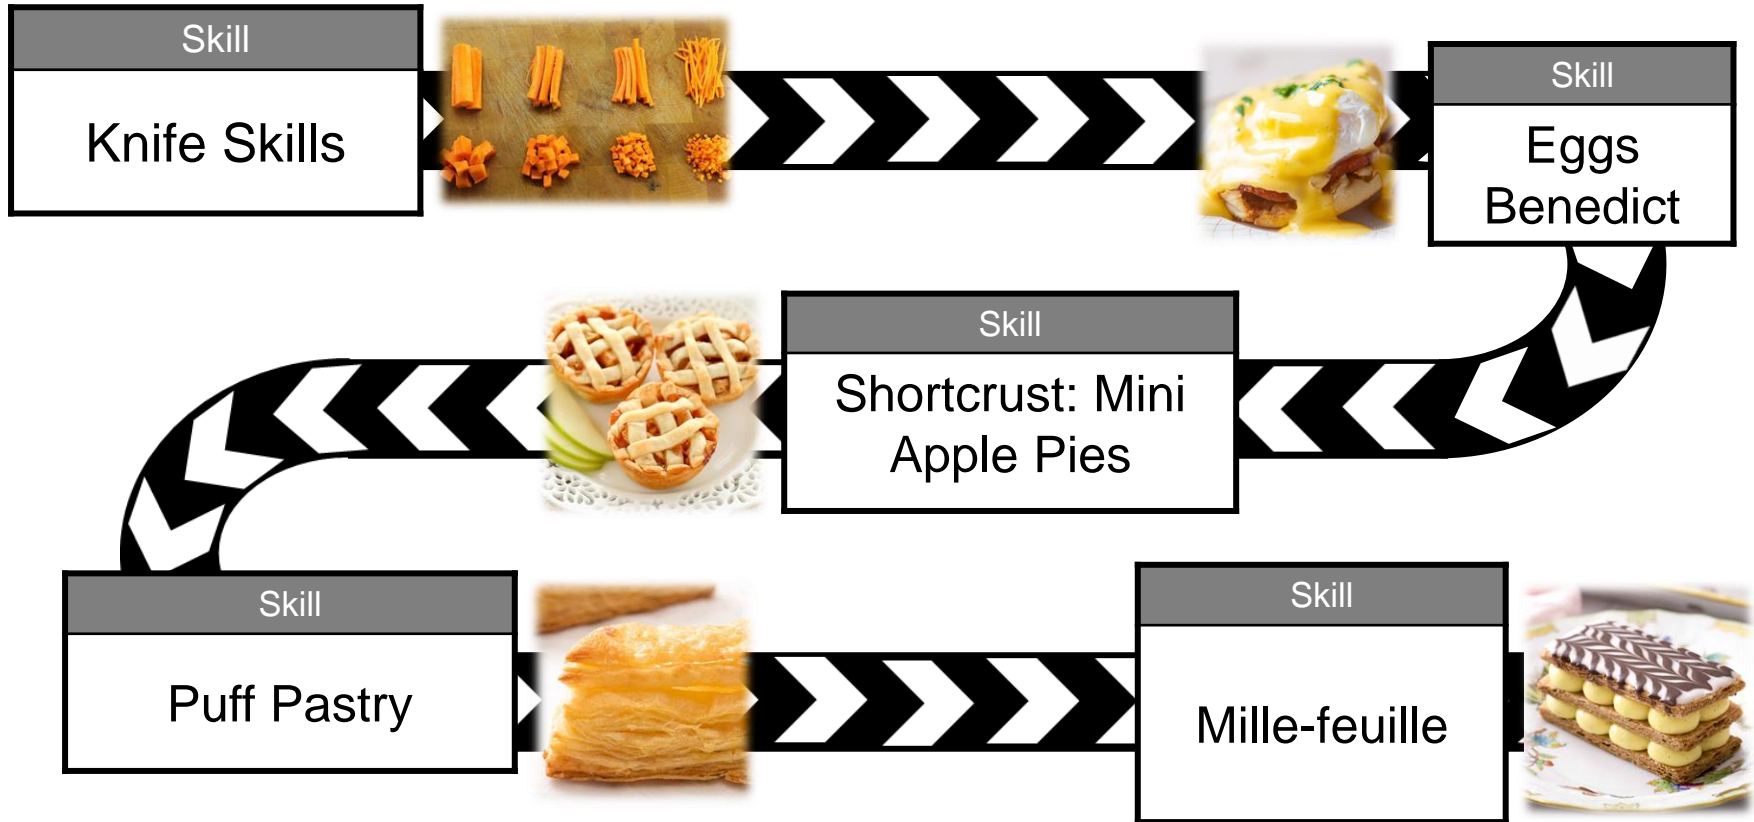 Skill
Knife Skills
Skill
Eggs
Benedict
Skill
Shortcrust: Mini
Apple Pies
Skill
Puff Pastry
Skill
Mille-feuille